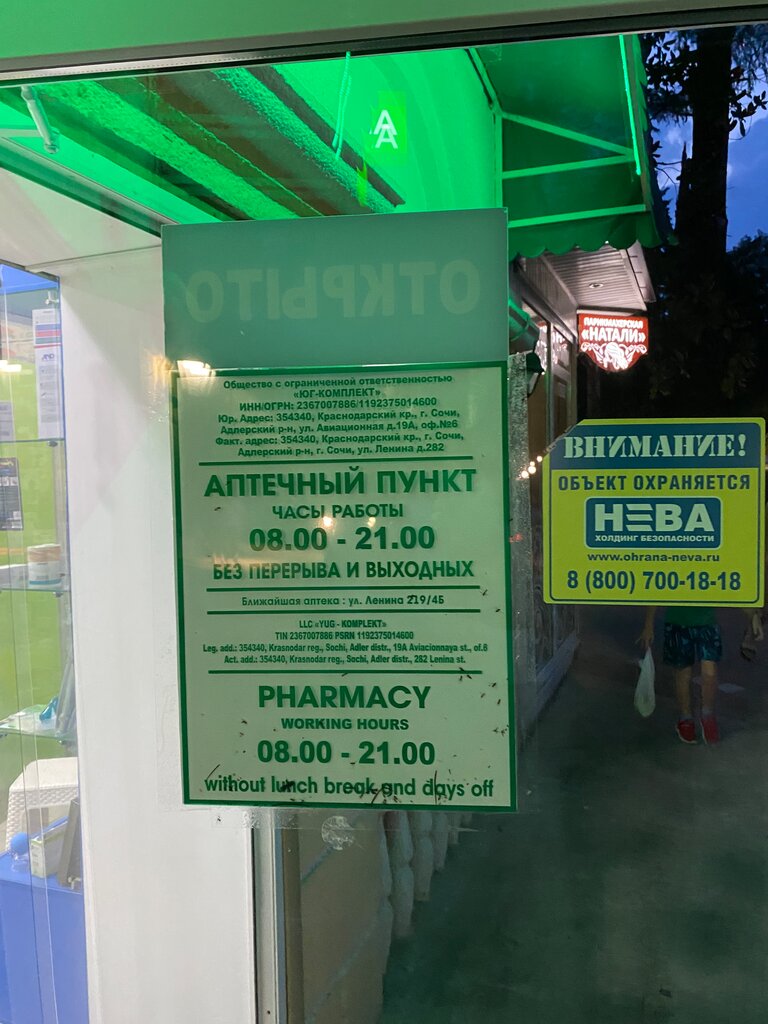 ОТКРЫТО
Общество с ограниченной ответственностью
«ЮГ-КОМПЛЕКТ»
ИНН/ОГРН: 2367007886/1192375014600
Юр. Адрес: 354340, Краснодарский кр., г. Сочи,
Адлерский р-н, ул. Авиационная д.19А, оф.№6
Факт. адрес: 354340, Краснодарский кр., г. Сочи,
Адлерский р-н, г. Сочи, ул. Ленина д.282
АПТЕЧНЫЙ ПУНКТ
ЧАСЫ РАБОТЫ
08.00 - 21.00
БЕЗ ПЕРЕРЫВА И ВЫХОДНЫХ
Ближайшая аптека : ул. Ленина 219/4Б
LLC «YUG - KOMPLEKT»
TIN 2367007886 PSRN 1192375014600
Leg. add.: 354340, Krasnodar reg., Sochi, Adler distr., 19A Aviacionnaya st., of.6
Act. add.: 354340, Krasnodar reg., Sochi, Adler distr., 282 Lenina st.
PHARMACY
WORKING HOURS
08.00 - 21.00
without lunch break and days off
ПАРИКМАХЕРСКАЯ
«НАТАЛИ»
ВНИМАНИЕ!
ОБЪЕКТ ОХРАНЯЕТСЯ
НЕВА
ХОЛДИНГ БЕЗОПАСНОСТИ
www.ohrana-neva.ru
8 (800) 700-18-18